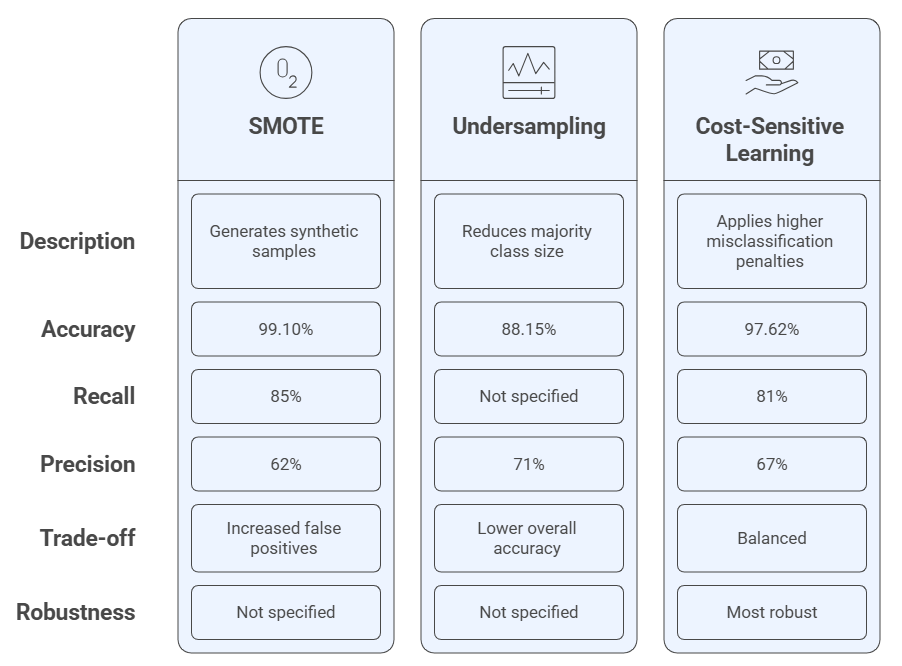 SMOTE
Undersampling
Cost-Sensitive
Learning
Description
Generates synthetic
samples
Reduces majority
class size
Applies higher
misclassification
penalties
Accuracy
99.10%
88.15%
97.62%
Recall
85%
Not specified
81%
Precision
62%
71%
67%
Trade-off
Increased false
positives
Lower overall
accuracy
Balanced
Robustness
Not specified
Not specified
Most robust